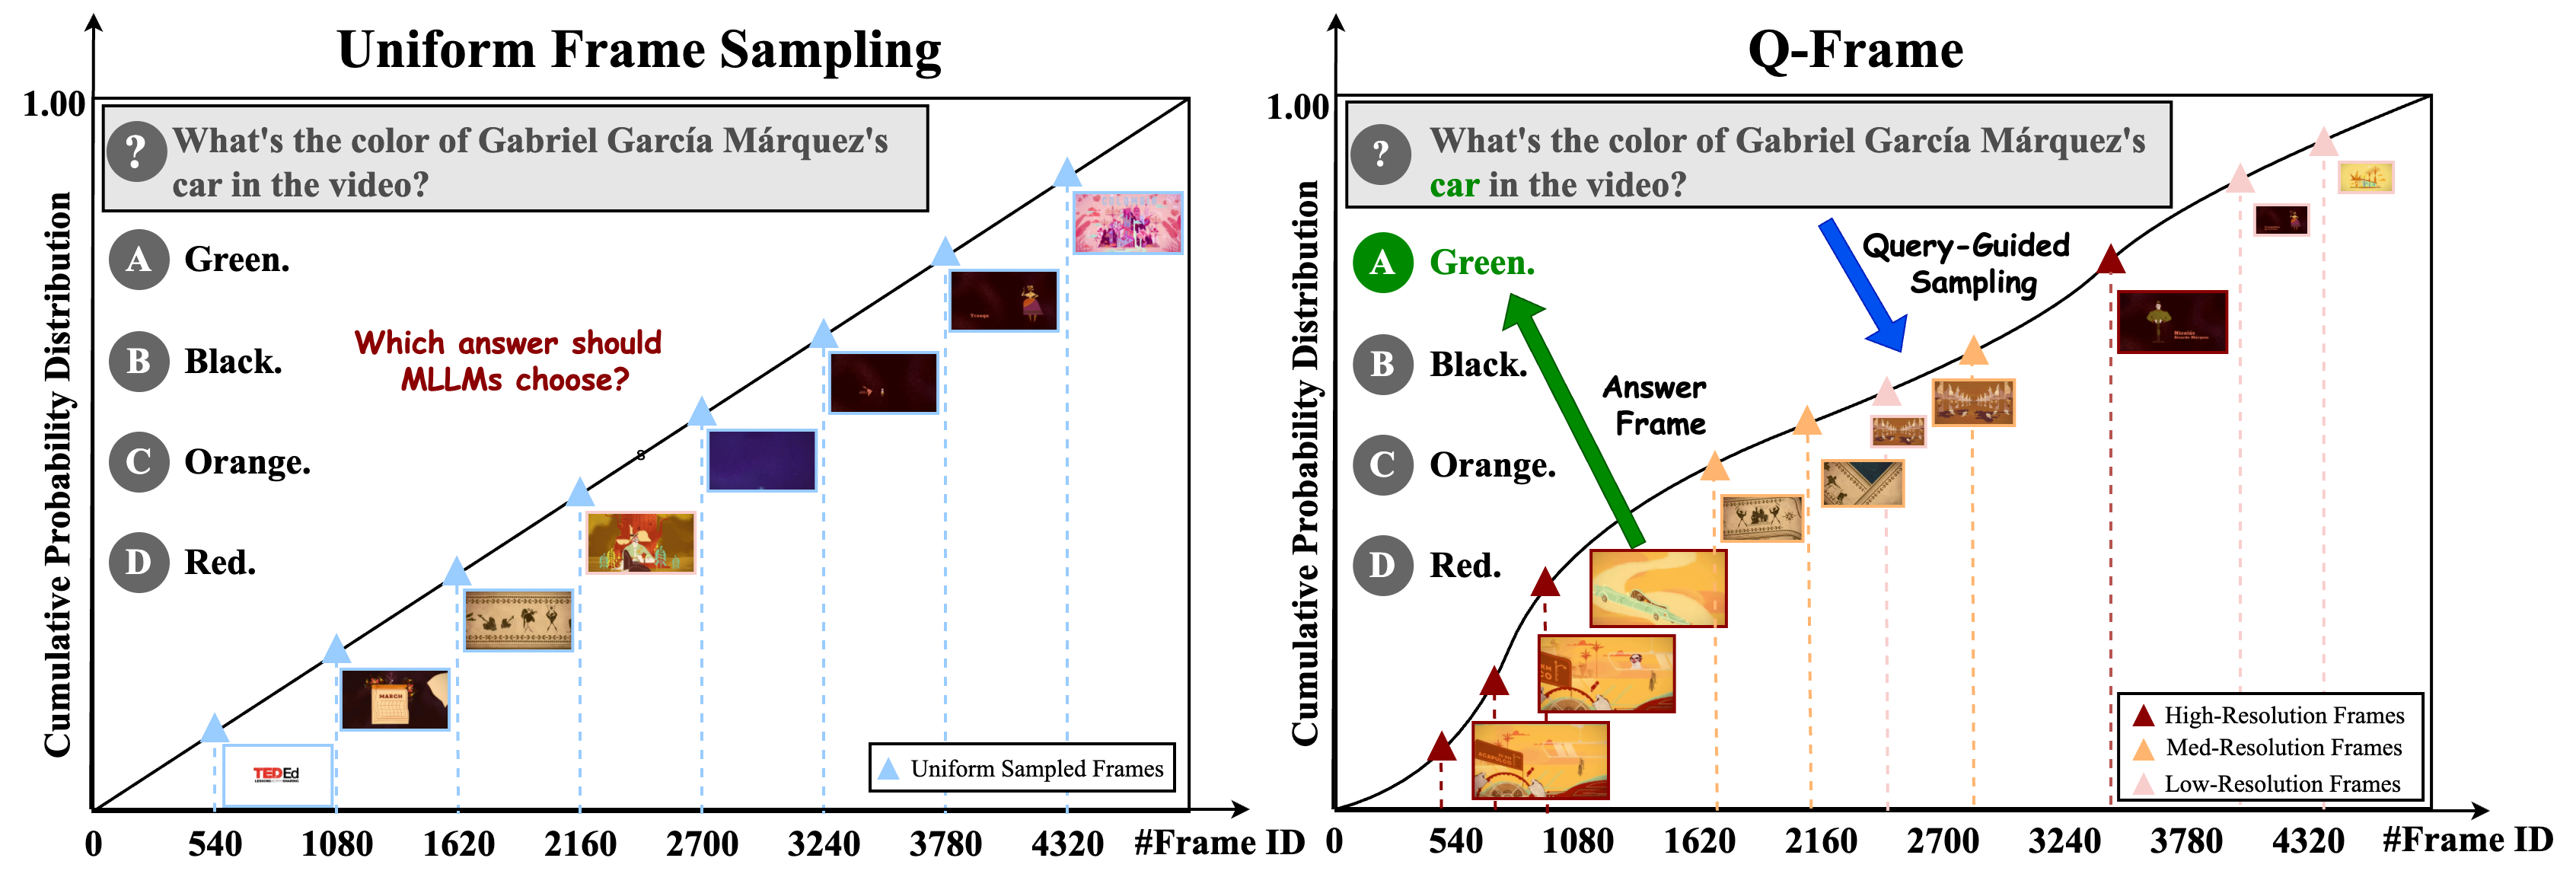 Uniform Frame Sampling
1.00
Cumulative Probability Distribution
? What's the color of Gabriel García Márquez's
car in the video?
A Green.
B Black.
C Orange.
D Red.
Which answer should
MLLMs choose?
8
TEDEd
MARCH
Uniform Sampled Frames
0 540 1080 1620 2160 2700 3240 3780 4320 #Frame ID
Q-Frame
1.00
Cumulative Probability Distribution
? What's the color of Gabriel García Márquez's
car in the video?
A Green.
B Black.
C Orange.
D Red.
Query-Guided
Sampling
Answer
Frame
ACAPULCO
High-Resolution Frames
Med-Resolution Frames
Low-Resolution Frames
0 540 1080 1620 2160 2700 3240 3780 4320 #Frame ID